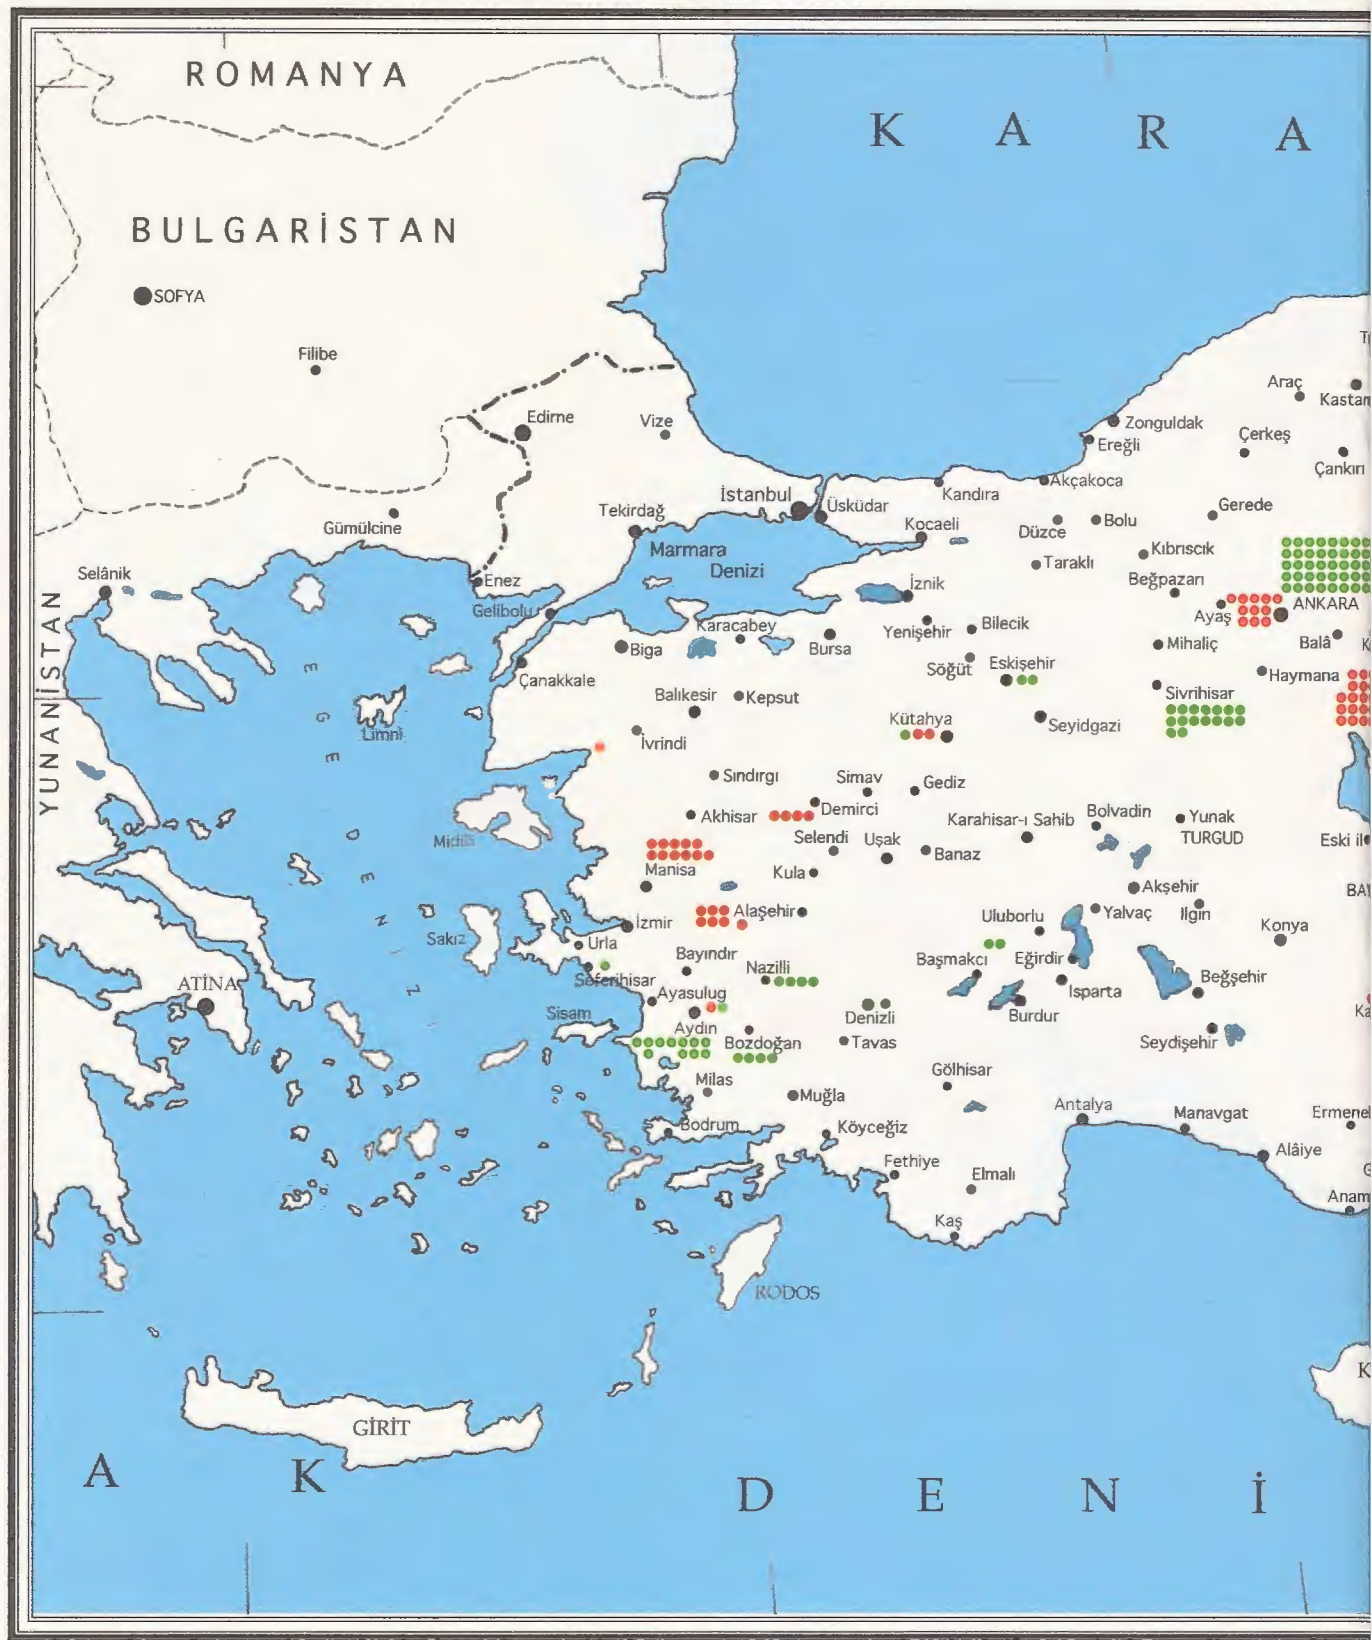 ROMANYA
K A R A
BULGARİSTAN
SOFYA
Filibe
Araç
Edirne
Vize
Zonguldak
Ereğli
Çerkeş
Çankırı
İstanbul
Üsküdar
Kandıra
Akçakoca
Gerede
Tekirdağ
Kocaeli
Düzce
Bolu
Gümülcine
Marmara
Denizi
Taraklı
Kıbrıscık
Beğpazarı
Selânik
Enez
İznik
ANKARA
Ayaş
Gelibolu
Karacabey
Yenişehir
Bilecik
Balâ
YUNANİSTAN
Biga
Bursa
Söğüt
Eskişehir
Mihaliç
Haymana
Çanakkale
Balıkesir
Kepsut
Sivrihisar
Limni
Kütahya
Seyidgazi
İvrindi
EGE DENİZ
Sındırgı
Simav
Gediz
Akhisar
Demirci
Karahisar-ı Sahib
Bolvadin
Yunak
TURGUD
Midilli
Selendi
Uşak
Banaz
Eski il
Manisa
Kula
Akşehir
Alaşehir
Uluborlu
Yalvaç
Ilgın
İzmir
Konya
Sakız
Urla
Bayındır
Nazilli
Başmakcı
Eğirdir
Seferihisar
Beğşehir
ATİNA
Ayasulug
Isparta
Sisam
Aydın
Denizli
Burdur
Bozdoğan
Tavas
Seydişehir
Gölhisar
Milas
Muğla
Antalya
Manavgat
Bodrum
Köyceğiz
Alâiye
Fethiye
Elmalı
Kaş
RODOS
GİRİT
A K D E N İ